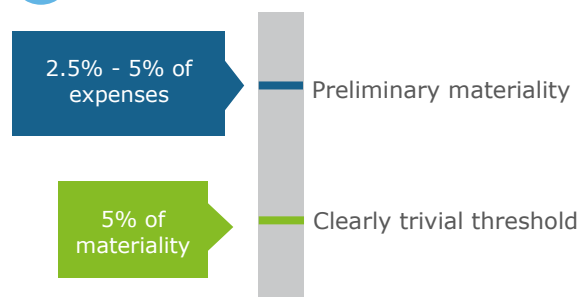 2.5% - 5% of
expenses
Preliminary materiality
5% of
materiality
Clearly trivial threshold